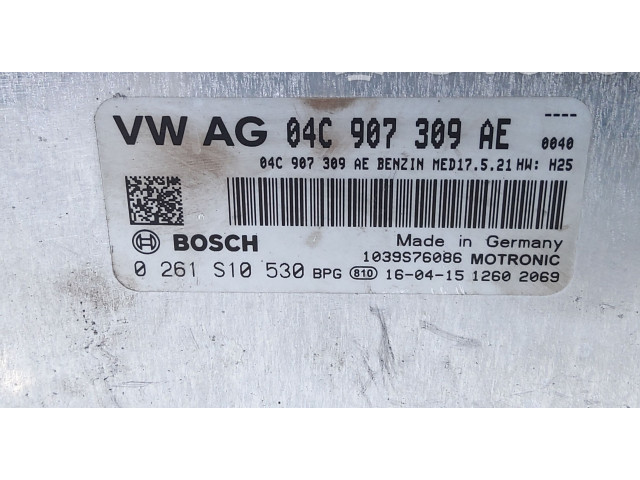 ----
VW AG 04C 907 309 AE 0040
04C 907 309 AE BENZIN MED17.5.21 HW: H25
BOSCH
Made in Germany
1039S76086 MOTRONIC
0 261 S10 530 BPG 810 16-04-15 1260 2069